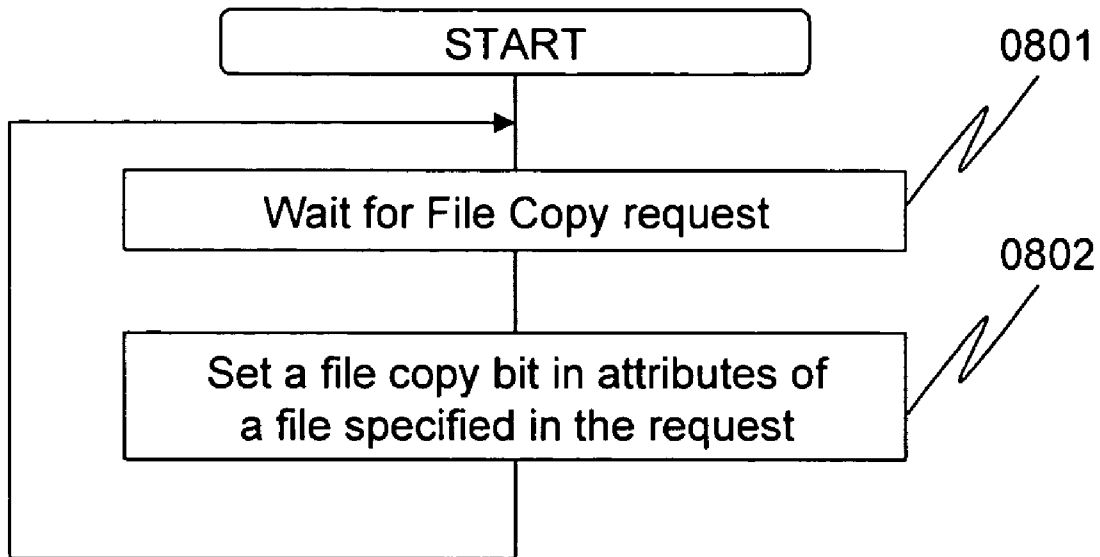 START
0801
Wait for File Copy request
0802
Set a file copy bit in attributes of
a file specified in the request